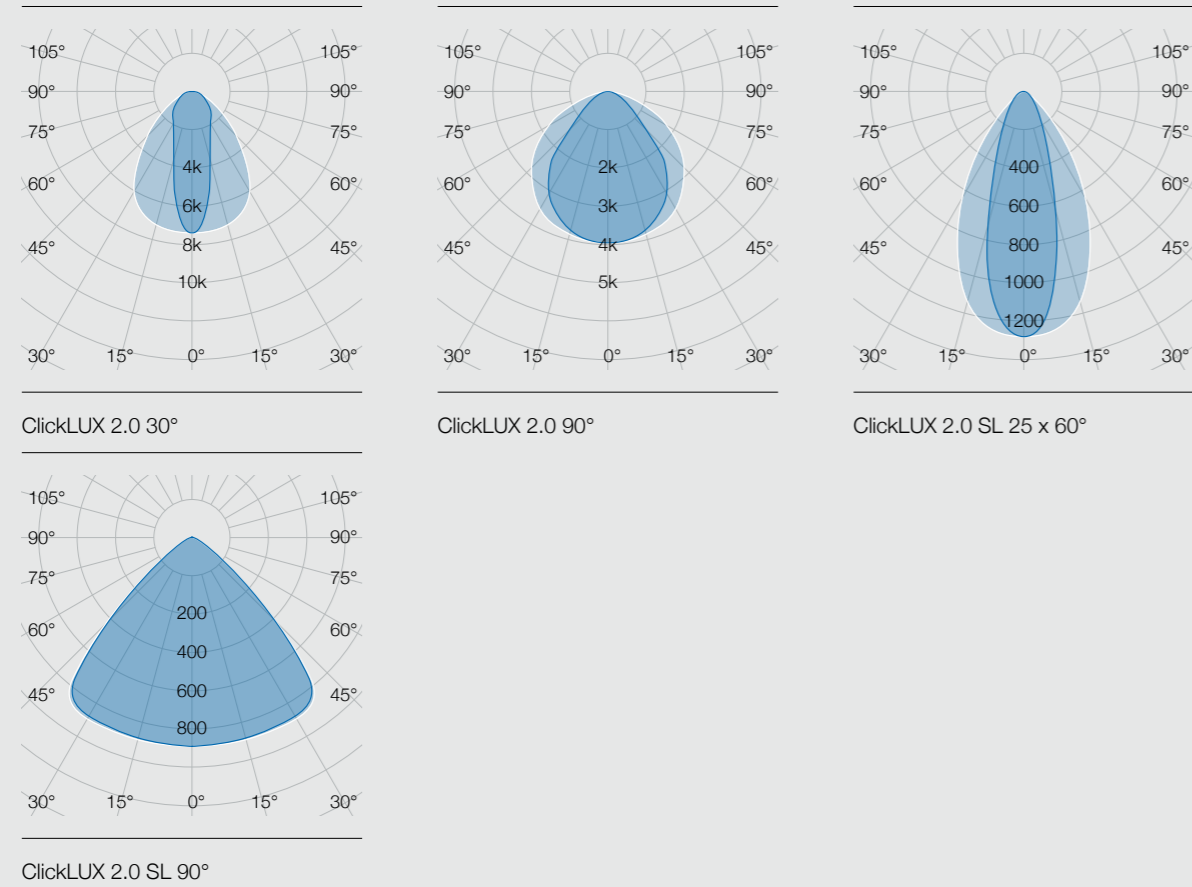 105° 105°
90° 90°
75° 75°
4k
60° 60°
6k
45° 8k 45°
10k
30° 15° 0° 15° 30°
ClickLUX 2.0 30°
105° 105°
90° 90°
75° 75°
2k
60° 60°
3k
45° 4k 45°
5k
30° 15° 0° 15° 30°
ClickLUX 2.0 90°
105° 105°
90° 90°
75° 75°
400
60° 60°
600
45° 800 45°
1000
1200
30° 15° 0° 15° 30°
ClickLUX 2.0 SL 25 x 60°
105° 105°
90° 90°
75° 75°
200
60° 60°
400
45° 600 45°
800
30° 15° 0° 15° 30°
ClickLUX 2.0 SL 90°